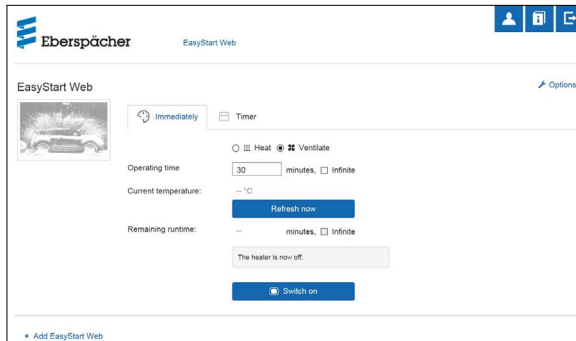 Eberspächer
EasyStart Web
EasyStart Web
Options
Immediately
Timer
Heat Ventilate
Operating time 30 minutes, Infinite
Current temperature: -- °C
Refresh now
Remaining runtime: -- minutes, Infinite
The heater is now off.
Switch on
+ Add EasyStart Web